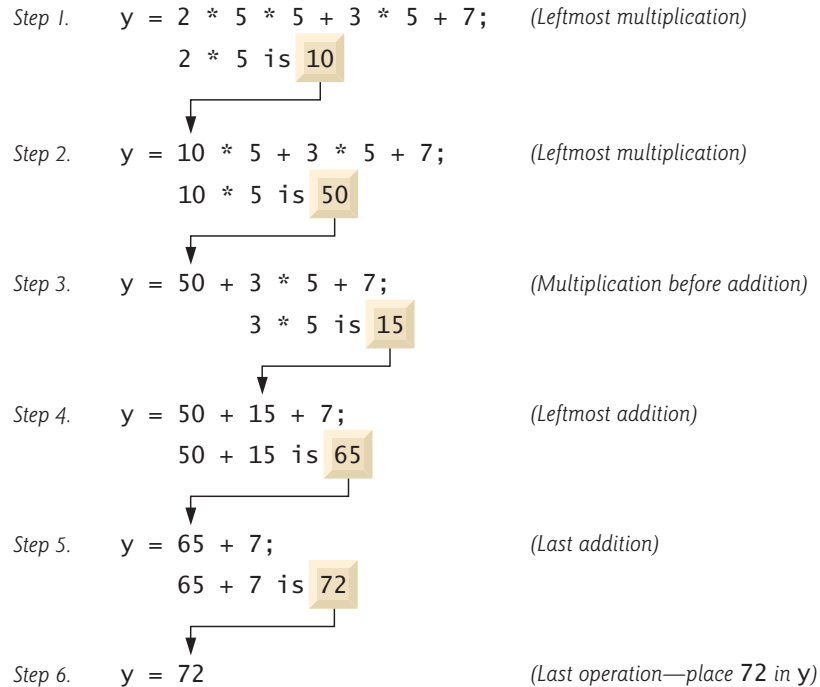 Step 1. y = 2 * 5 * 5 + 3 * 5 + 7; (Leftmost multiplication)
2 * 5 is 10
Step 2. y = 10 * 5 + 3 * 5 + 7; (Leftmost multiplication)
10 * 5 is 50
Step 3. y = 50 + 3 * 5 + 7; (Multiplication before addition)
3 * 5 is 15
Step 4. y = 50 + 15 + 7; (Leftmost addition)
50 + 15 is 65
Step 5. y = 65 + 7; (Last addition)
65 + 7 is 72
Step 6. y = 72 (Last operation—place 72 in y)